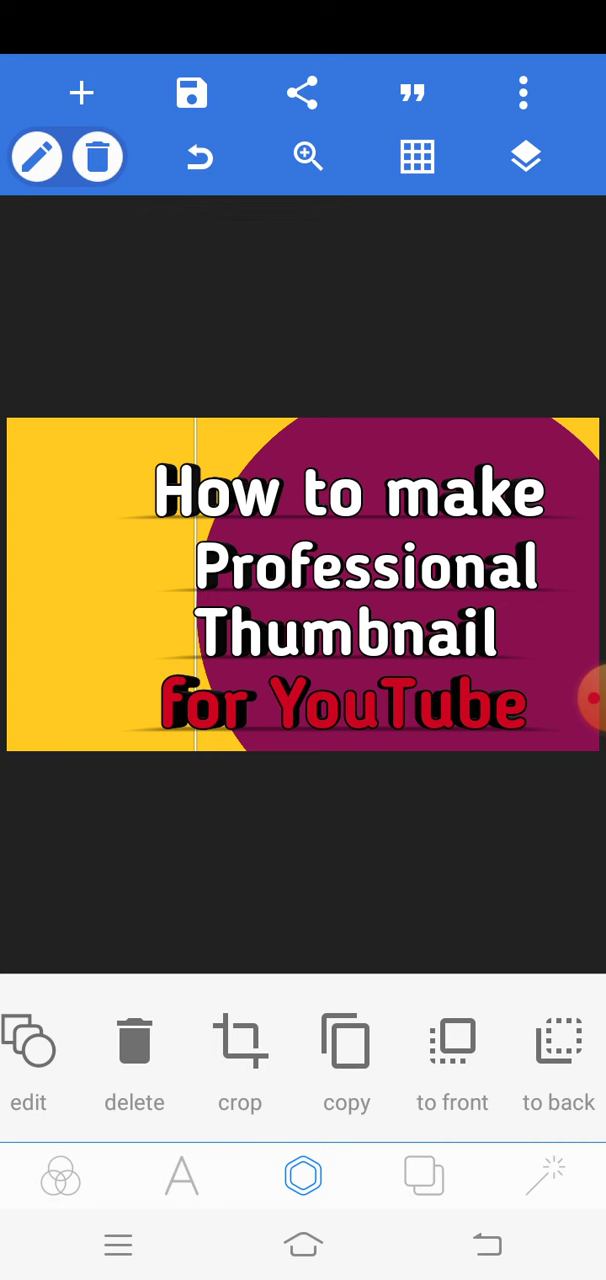 How to make
Professional
Thumbnail
for YouTube
edit
delete
crop
copy
to front
to back